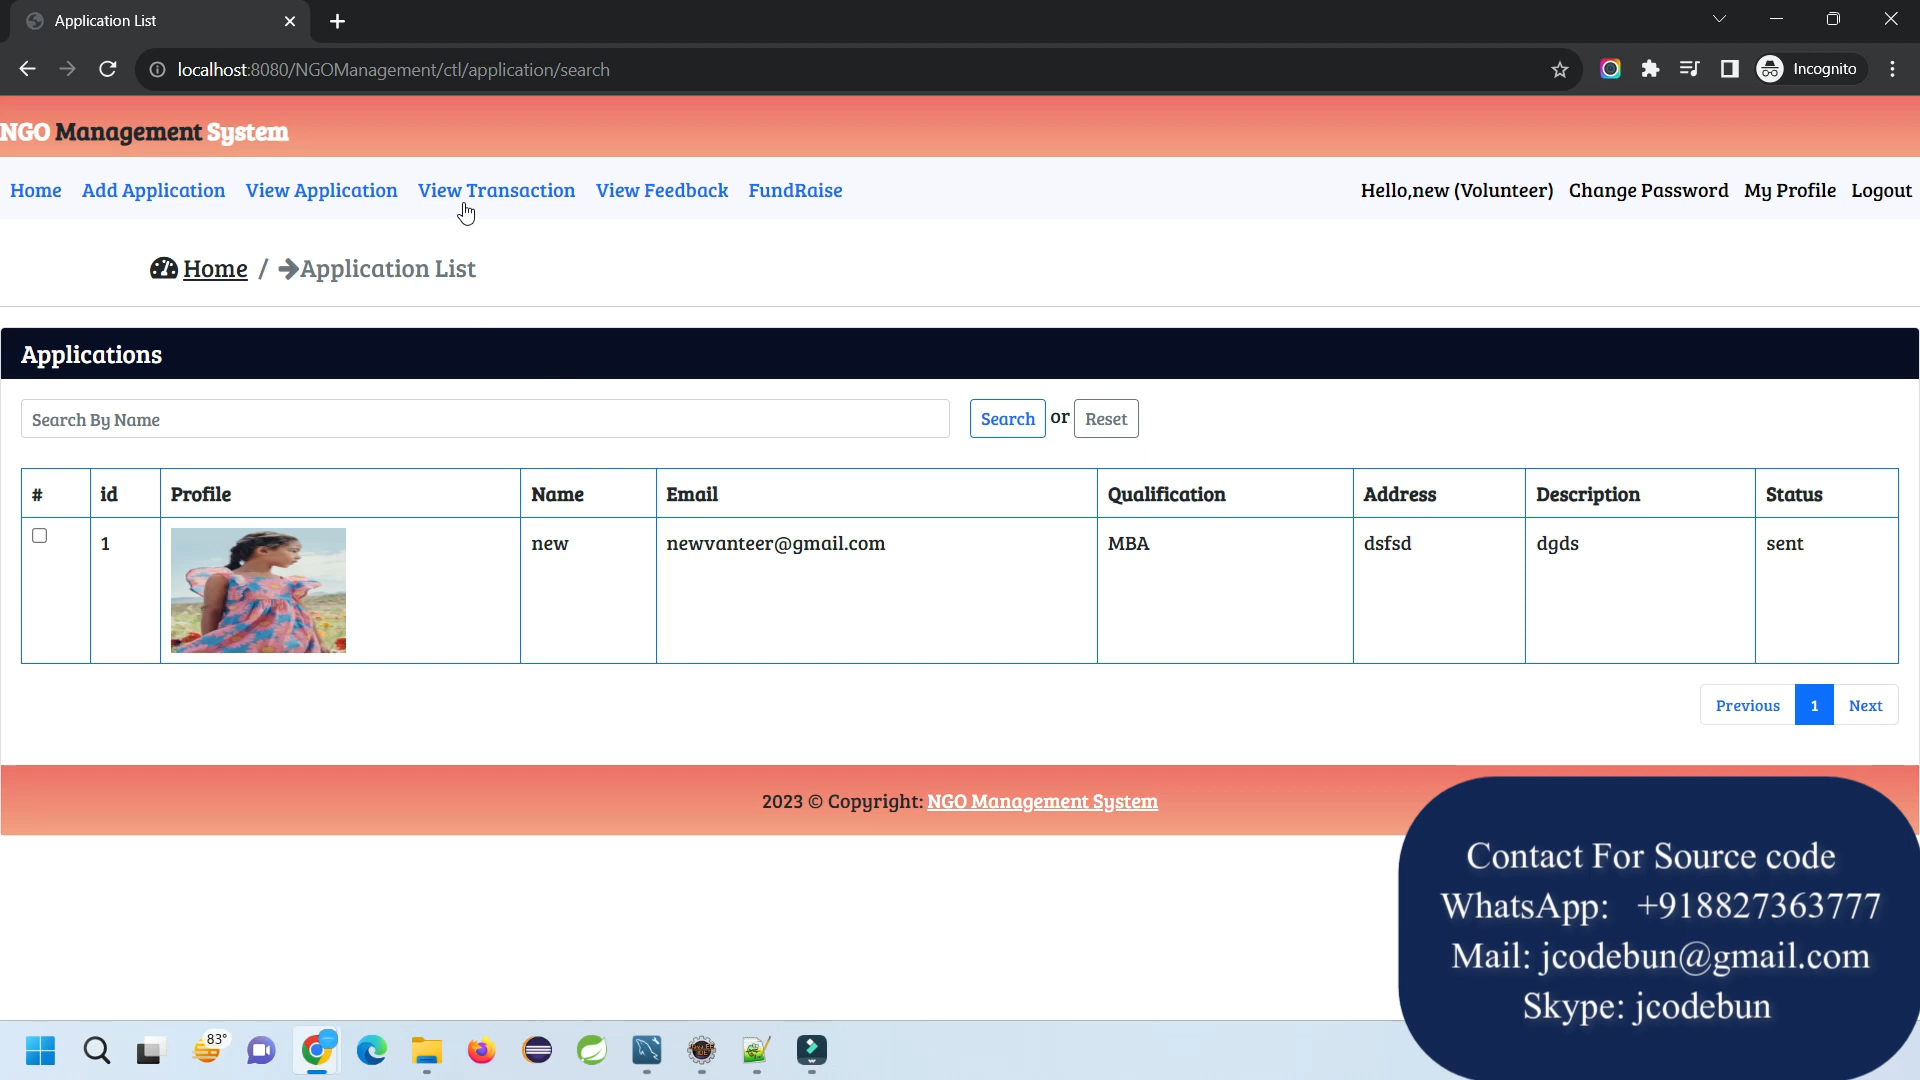 Application List
localhost:8080/NGOManagement/ctl/application/search
Incognito
NGO Management System
Home Add Application View Application View Transaction View Feedback FundRaise Hello,new (Volunteer) Change Password My Profile Logout
Home / Application List
Applications
Search By Name Search or Reset
# id Profile Name Email Qualification Address Description Status
1 new newvanteer@gmail.com MBA dsfsd dgds sent
Previous 1 Next
2023 © Copyright: NGO Management System
Contact For Source code
WhatsApp: +918827363777
Mail: jcodebun@gmail.com
Skype: jcodebun
83°